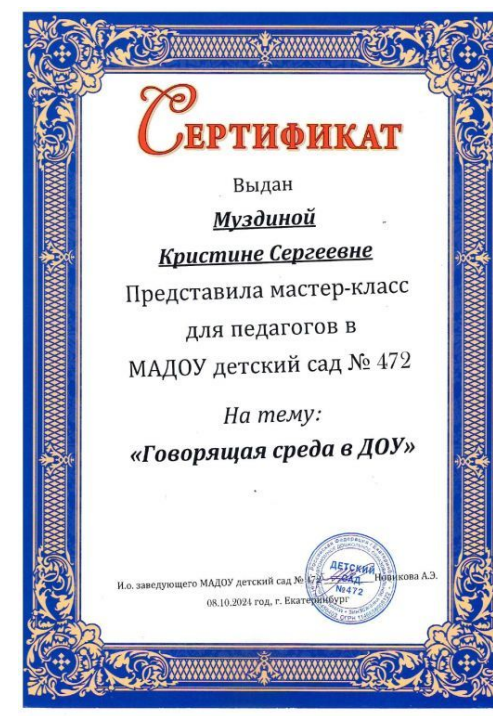 СЕРТИФИКАТ
Выдан
Муздиной
Кристине Сергеевне
Представила мастер-класс
для педагогов в
МАДОУ детский сад № 472
На тему:
«Говорящая среда в ДОУ»
И.о. заведующего МАДОУ детский сад № 472 Новикова А.Э.
ДЕТСКИЙ
САД
№472
08.10.2024 год, г. Екатеринбург